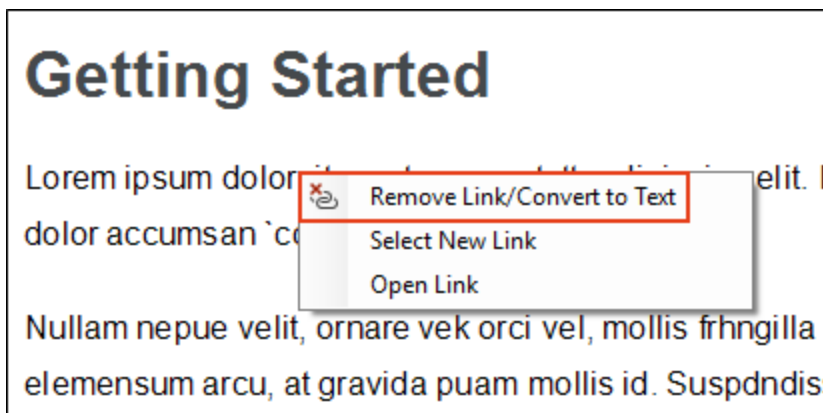 Getting Started
Lorem ipsum dolor elit.
Remove Link/Convert to Text
dolor accumsan `co
Select New Link
Open Link
Nullam nepue velit, ornare vek orci vel, mollis frhngilla
elemensum arcu, at gravida puam mollis id. Suspdndis